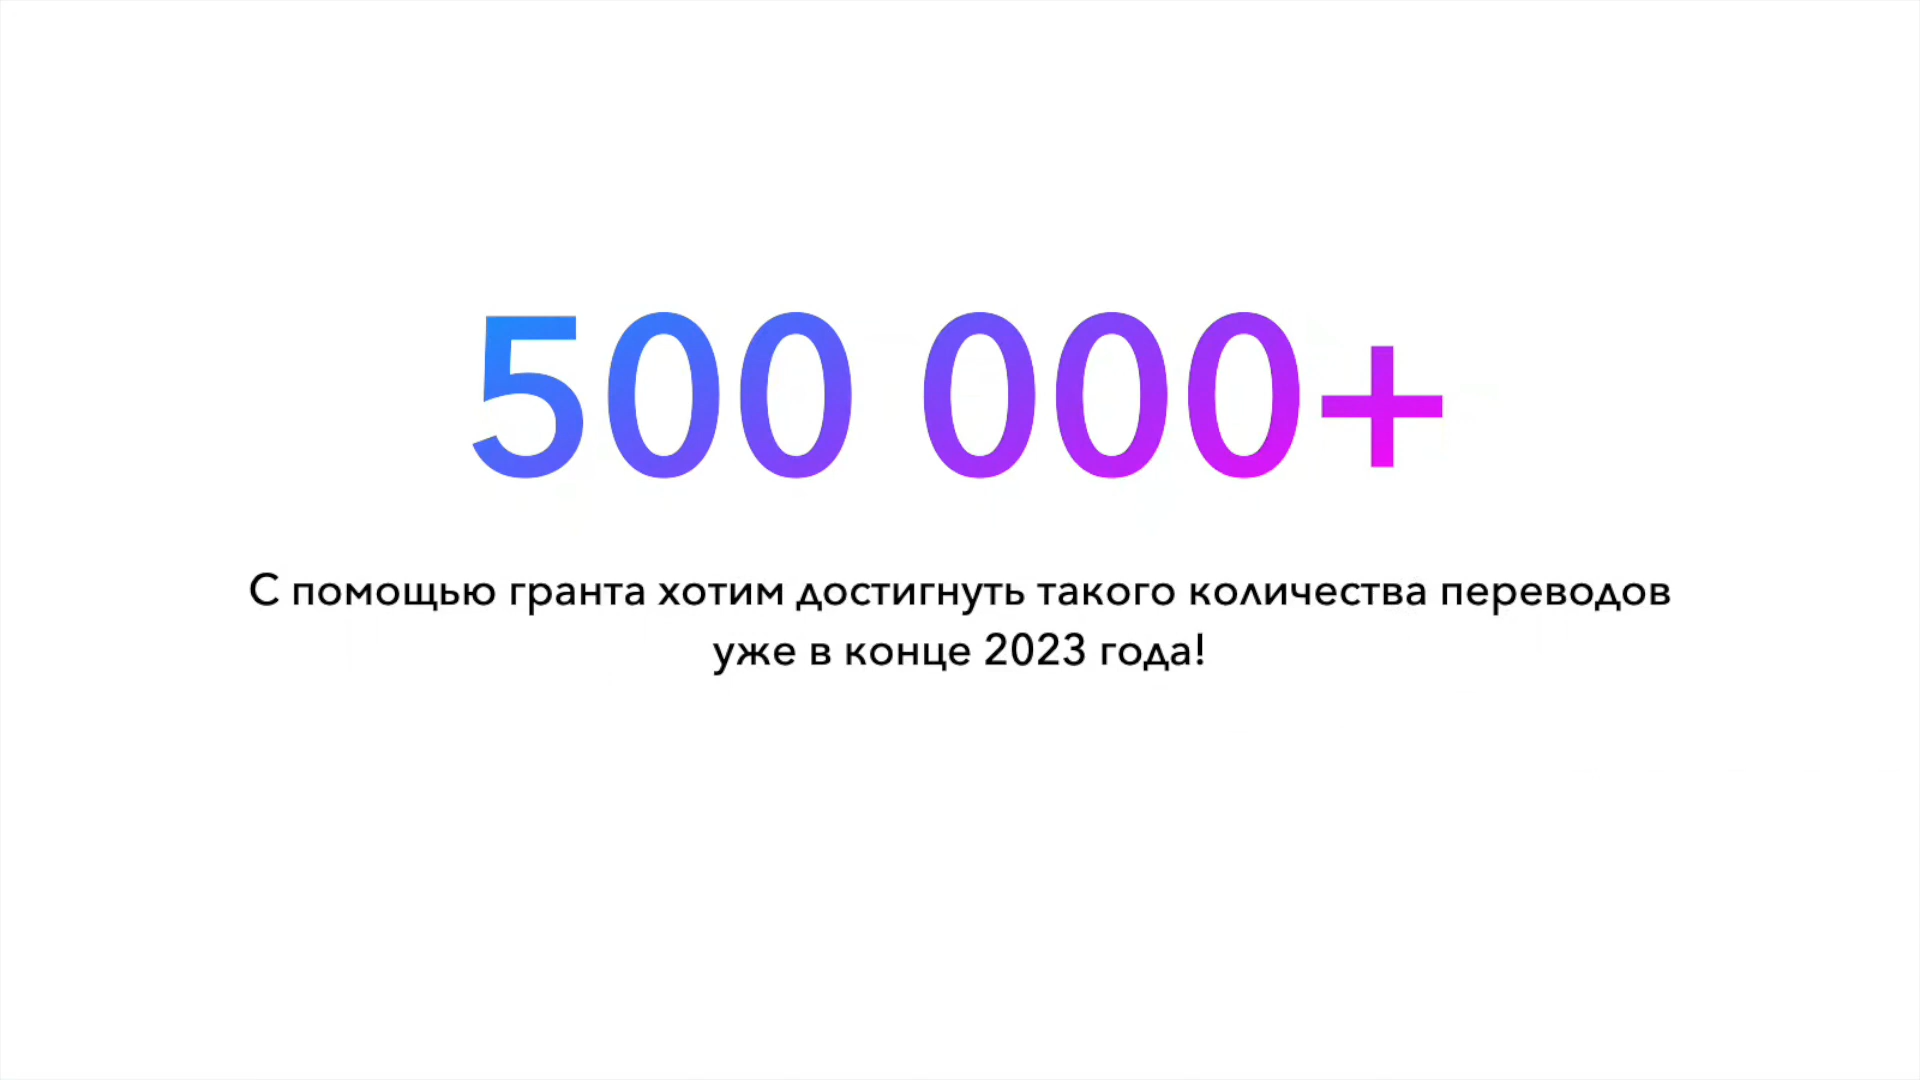 500 000+
С помощью гранта хотим достигнуть такого количества переводов
уже в конце 2023 года!